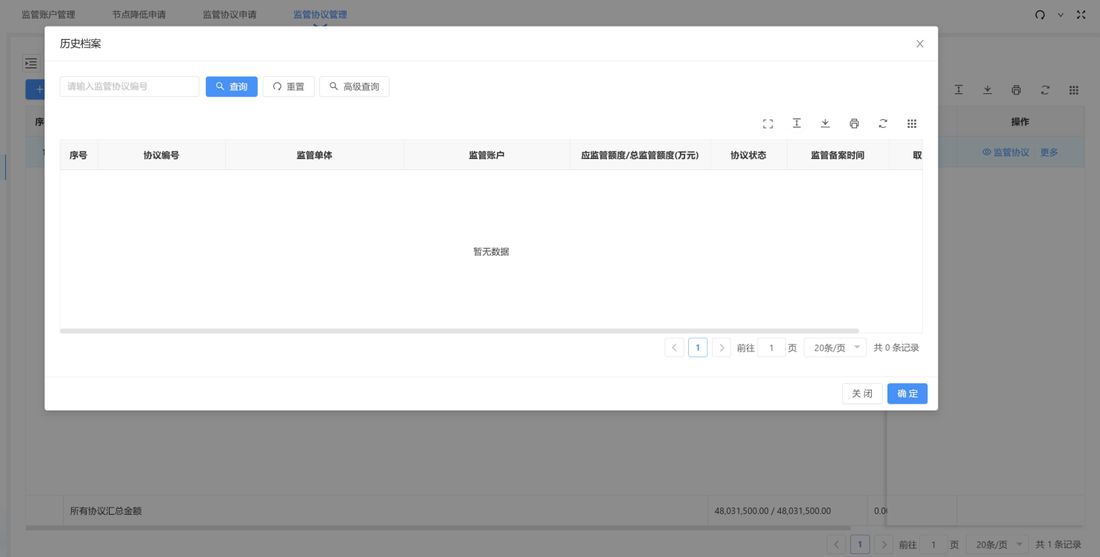 监管账户管理 节点降低申请 监管协议申请 监管协议管理
历史档案
请输入监管协议编号 查询 重置 高级查询
序号 协议编号 监管单体 监管账户 应监管额度/总监管额度(万元) 协议状态 监管备案时间 取
操作
监管协议 更多
暂无数据
1 前往 1 页 20条/页 共 0 条记录
关 闭 确 定
所有协议汇总金额 48,031,500.00 / 48,031,500.00 0.00
1 前往 1 页 20条/页 共 1 条记录